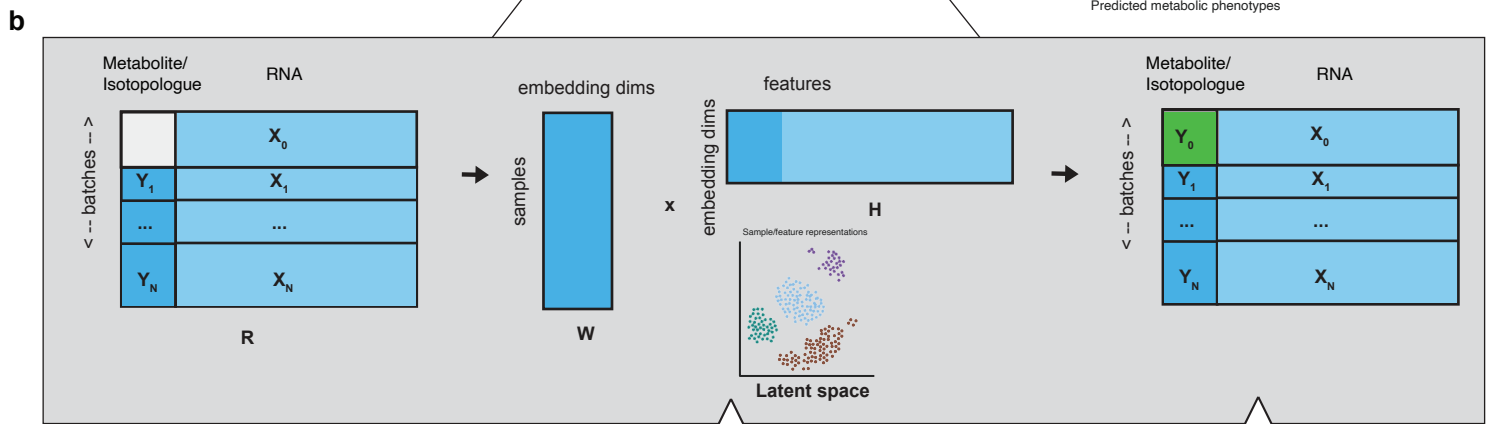 Predicted metabolic phenotypes
b
Metabolite/
Isotopologue
RNA
< -- batches -- >
X0
Y1
X1
...
...
YN
XN
R
embedding dims
samples
W
x
features
embedding dims
H
Sample/feature representations
Latent space
Metabolite/
Isotopologue
RNA
< -- batches -- >
Y0
X0
Y1
X1
...
...
YN
XN